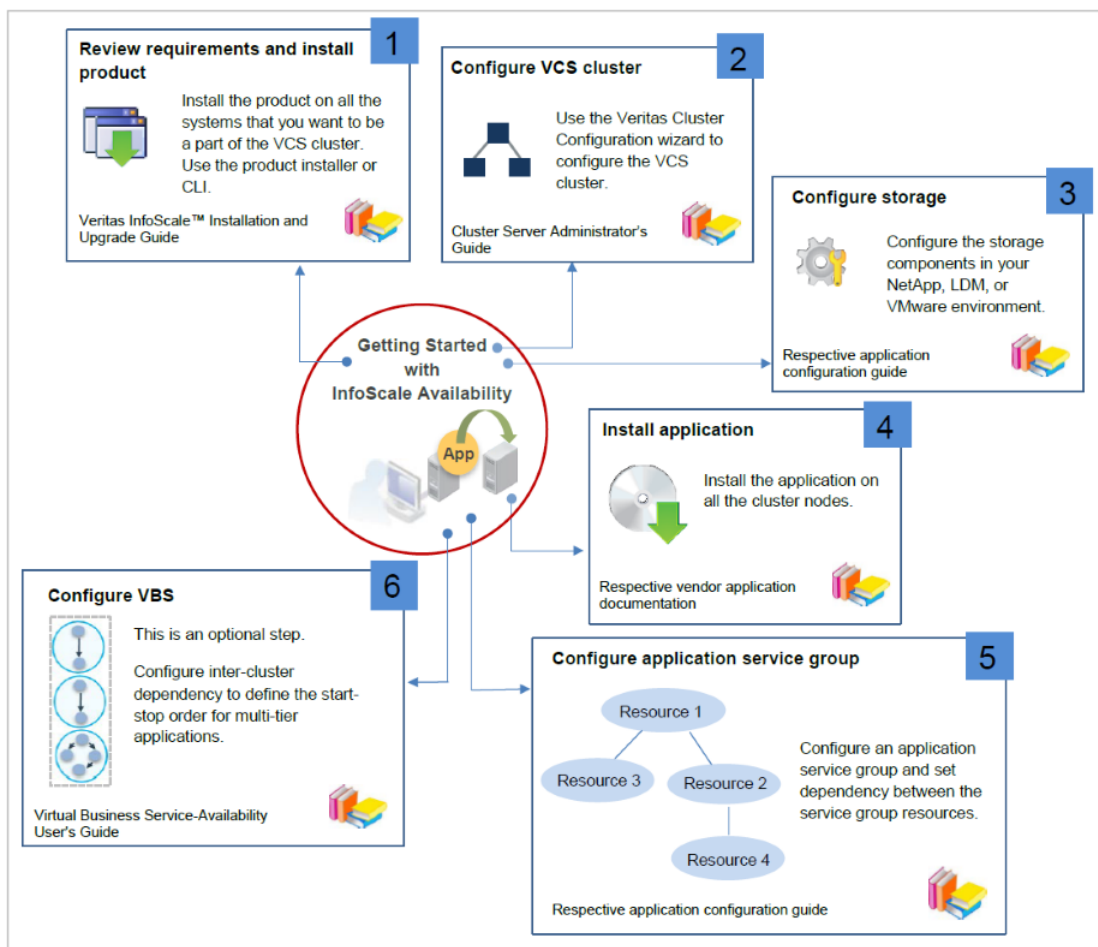 1
Review requirements and install
product
Install the product on all the
systems that you want to be
a part of the VCS cluster.
Use the product installer or
CLI.
Veritas InfoScale™ Installation and
Upgrade Guide
2
Configure VCS cluster
Use the Veritas Cluster
Configuration wizard to
configure the VCS
cluster.
Cluster Server Administrator's
Guide
3
Configure storage
Configure the storage
components in your
NetApp, LDM, or
VMware environment.
Respective application
configuration guide
Getting Started
with
InfoScale Availability
App
4
Install application
Install the application on
all the cluster nodes.
Respective vendor application
documentation
5
Configure application service group
Resource 1
Resource 3
Resource 2
Resource 4
Configure an application
service group and set
dependency between the
service group resources.
Respective application configuration guide
6
Configure VBS
This is an optional step.
Configure inter-cluster
dependency to define the start-
stop order for multi-tier
applications.
Virtual Business Service-Availability
User's Guide